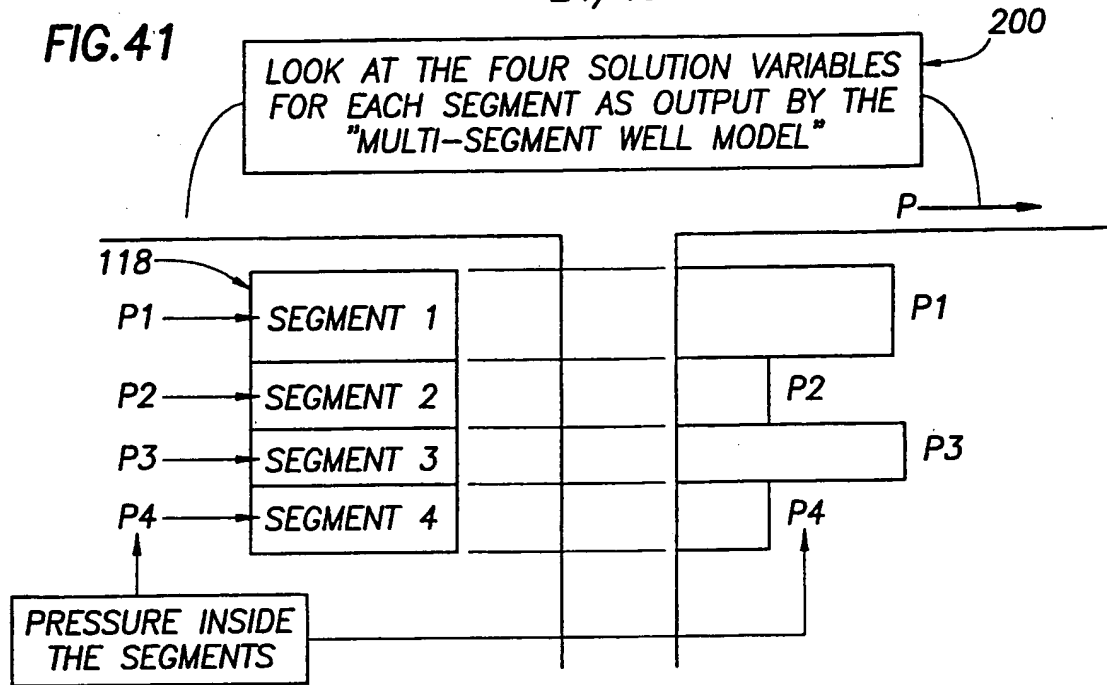 FIG.41
200
LOOK AT THE FOUR SOLUTION VARIABLES
FOR EACH SEGMENT AS OUTPUT BY THE
"MULTI-SEGMENT WELL MODEL"
P
118
P1
SEGMENT 1
P1
P2
SEGMENT 2
P2
P3
SEGMENT 3
P3
P4
SEGMENT 4
P4
PRESSURE INSIDE
THE SEGMENTS